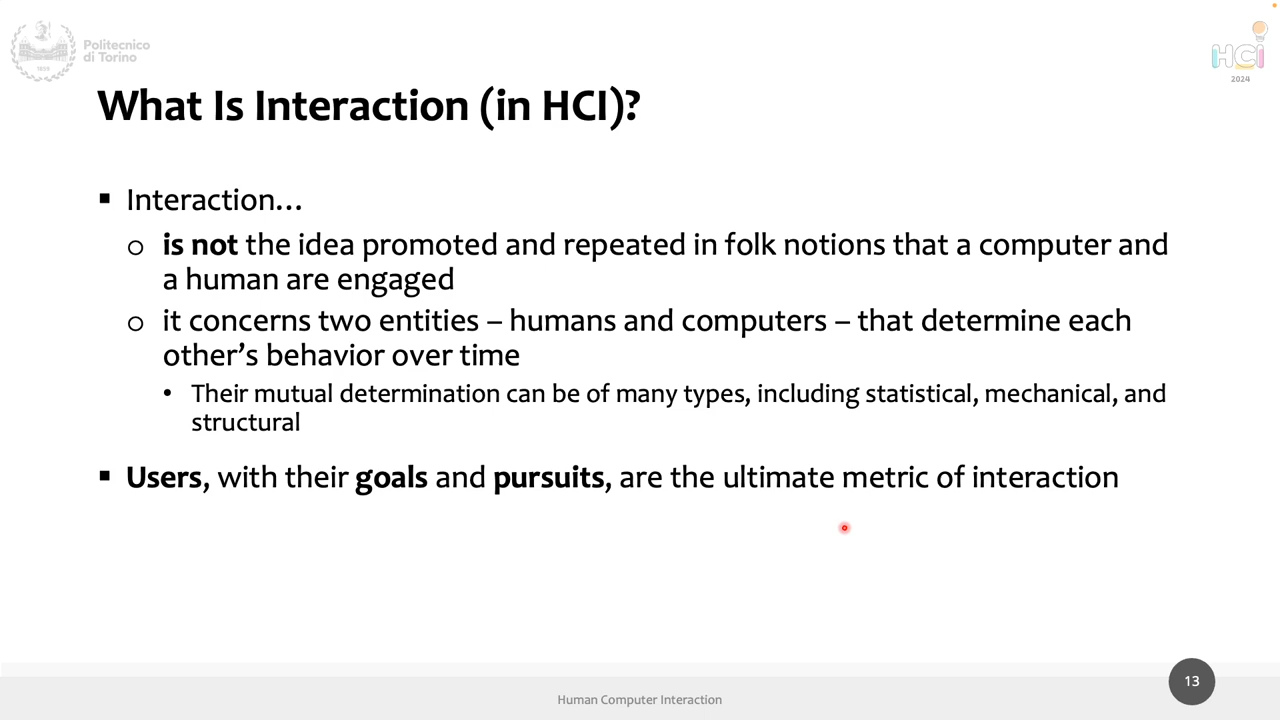 Politecnico
di Torino
1859
HCI
2024
What Is Interaction (in HCI)?
Interaction…
is not the idea promoted and repeated in folk notions that a computer and
a human are engaged
it concerns two entities – humans and computers – that determine each
other’s behavior over time
Their mutual determination can be of many types, including statistical, mechanical, and
structural
Users, with their goals and pursuits, are the ultimate metric of interaction
Human Computer Interaction
13